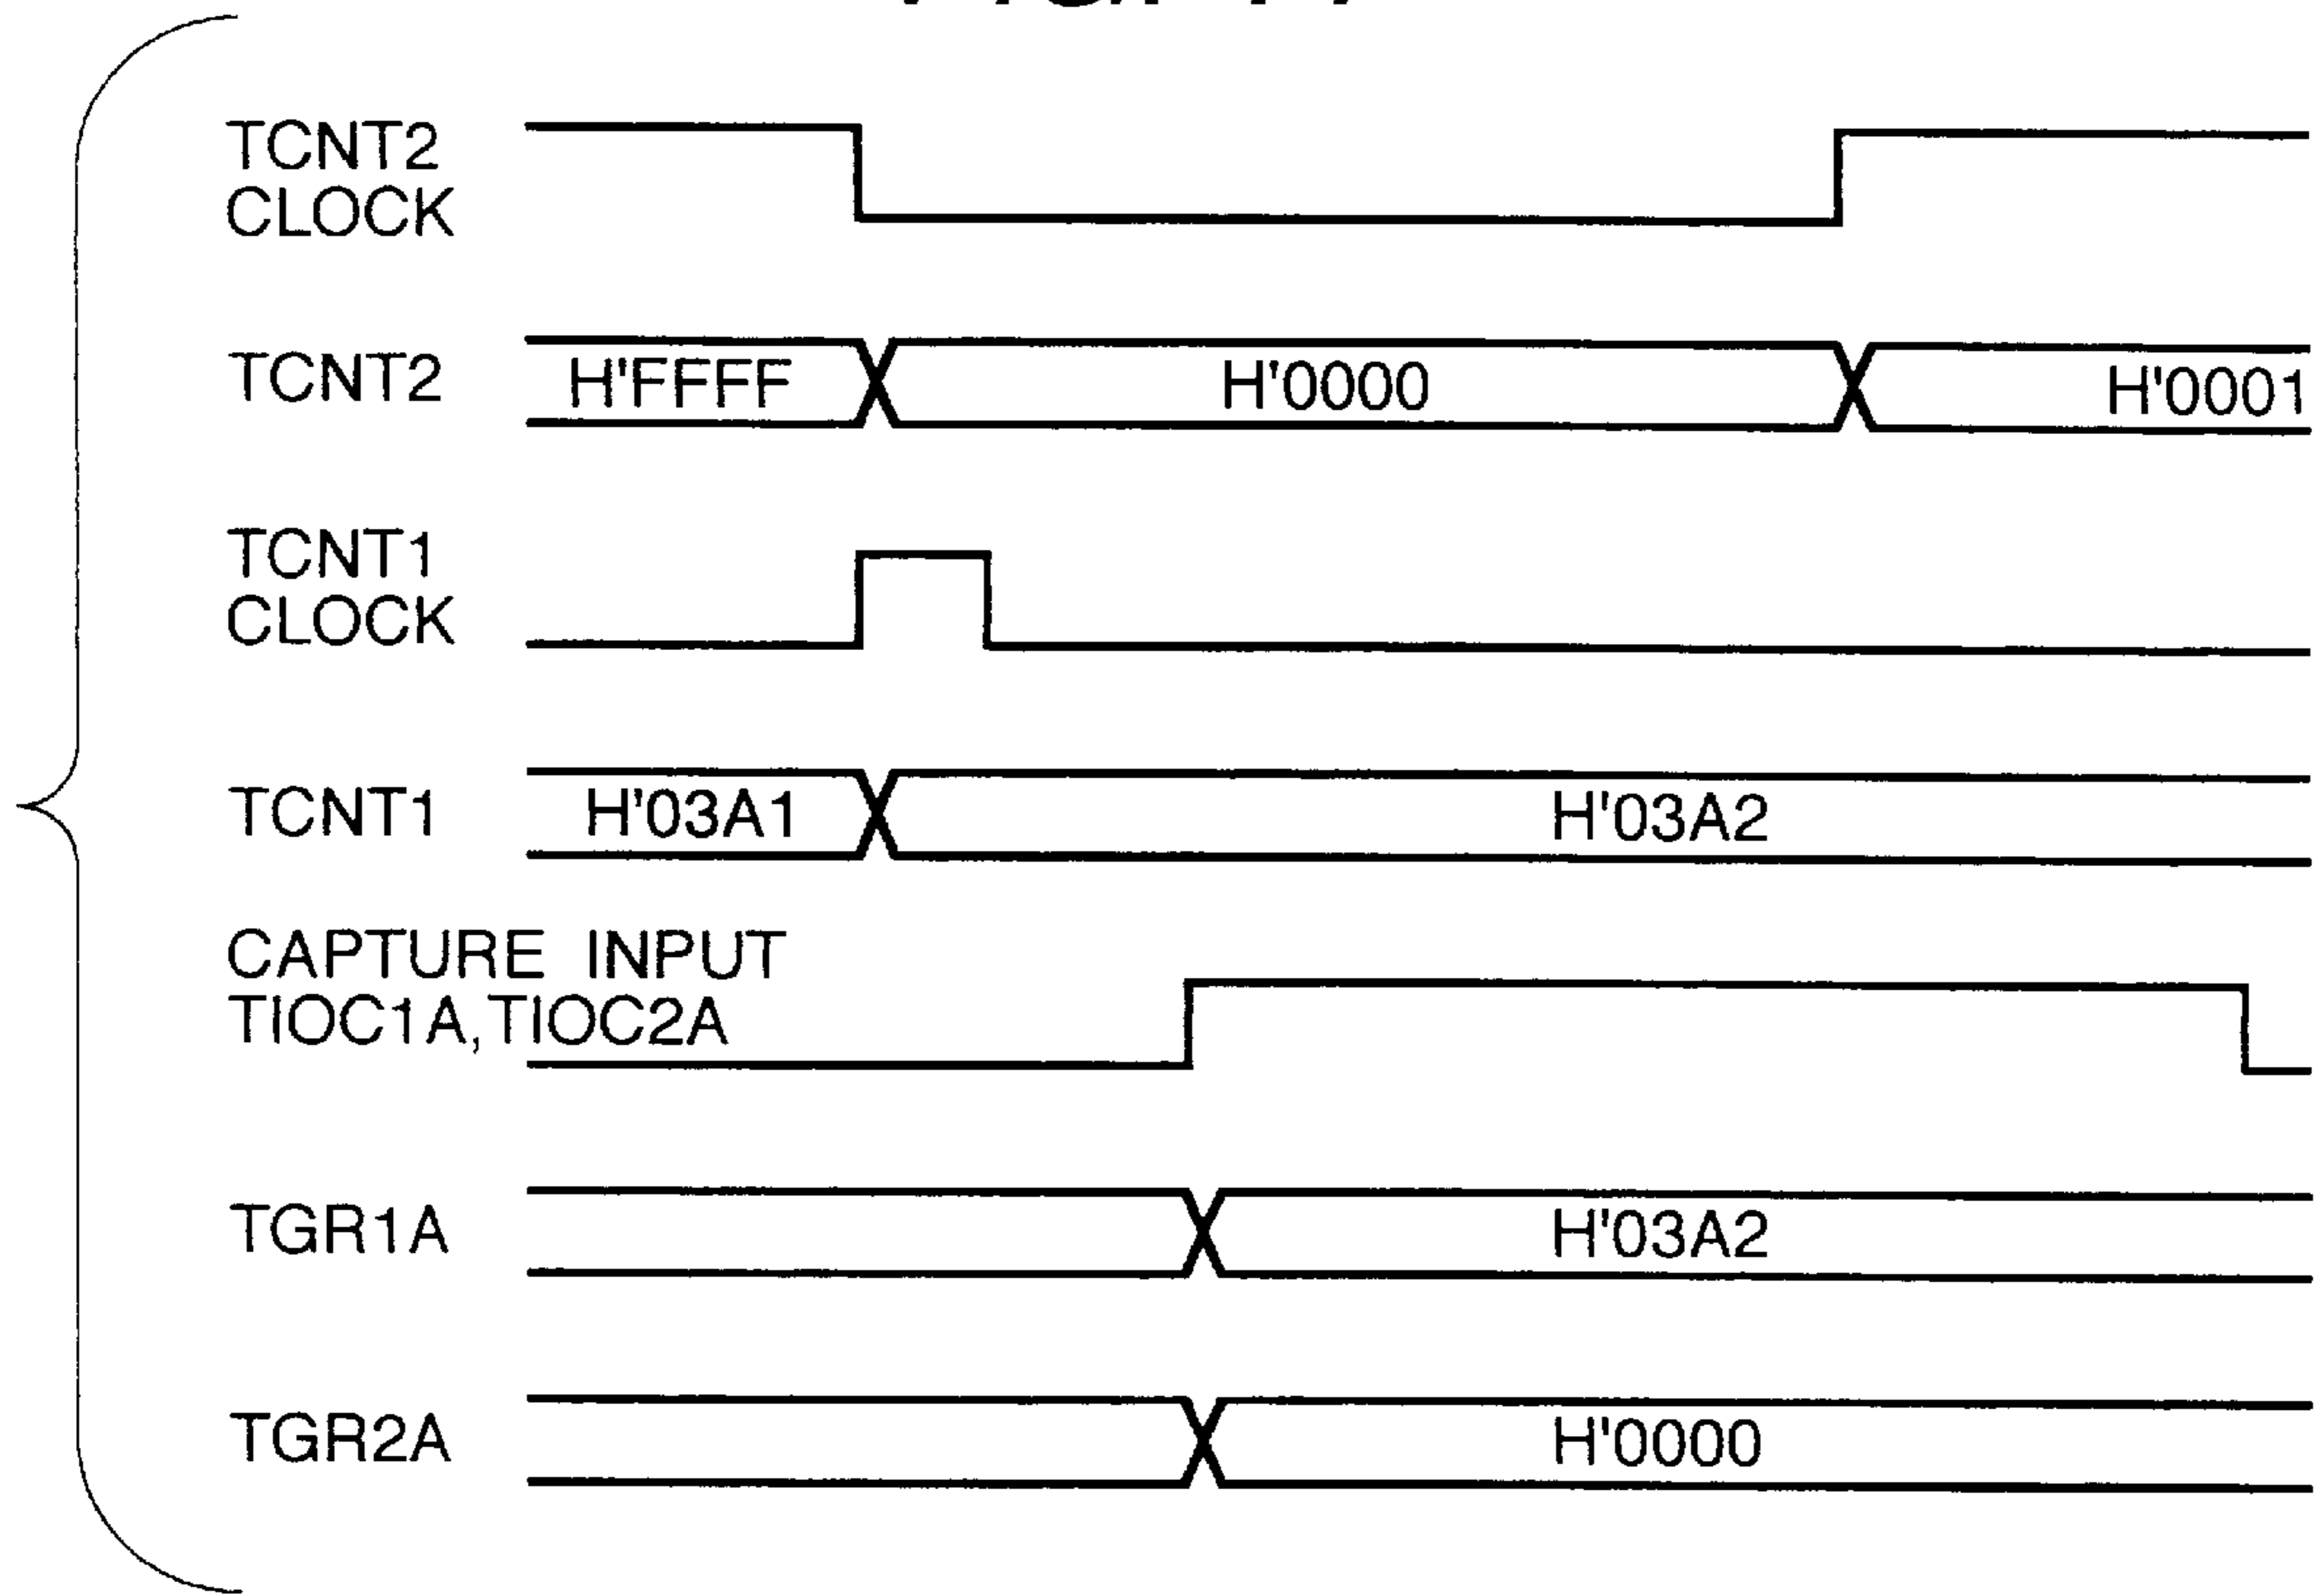 TCNT2
CLOCK
TCNT2
H'FFFF
H'0000
H'0001
TCNT1
CLOCK
TCNT1
H'03A1
H'03A2
CAPTURE INPUT
TIOC1A,TIOC2A
TGR1A
H'03A2
TGR2A
H'0000